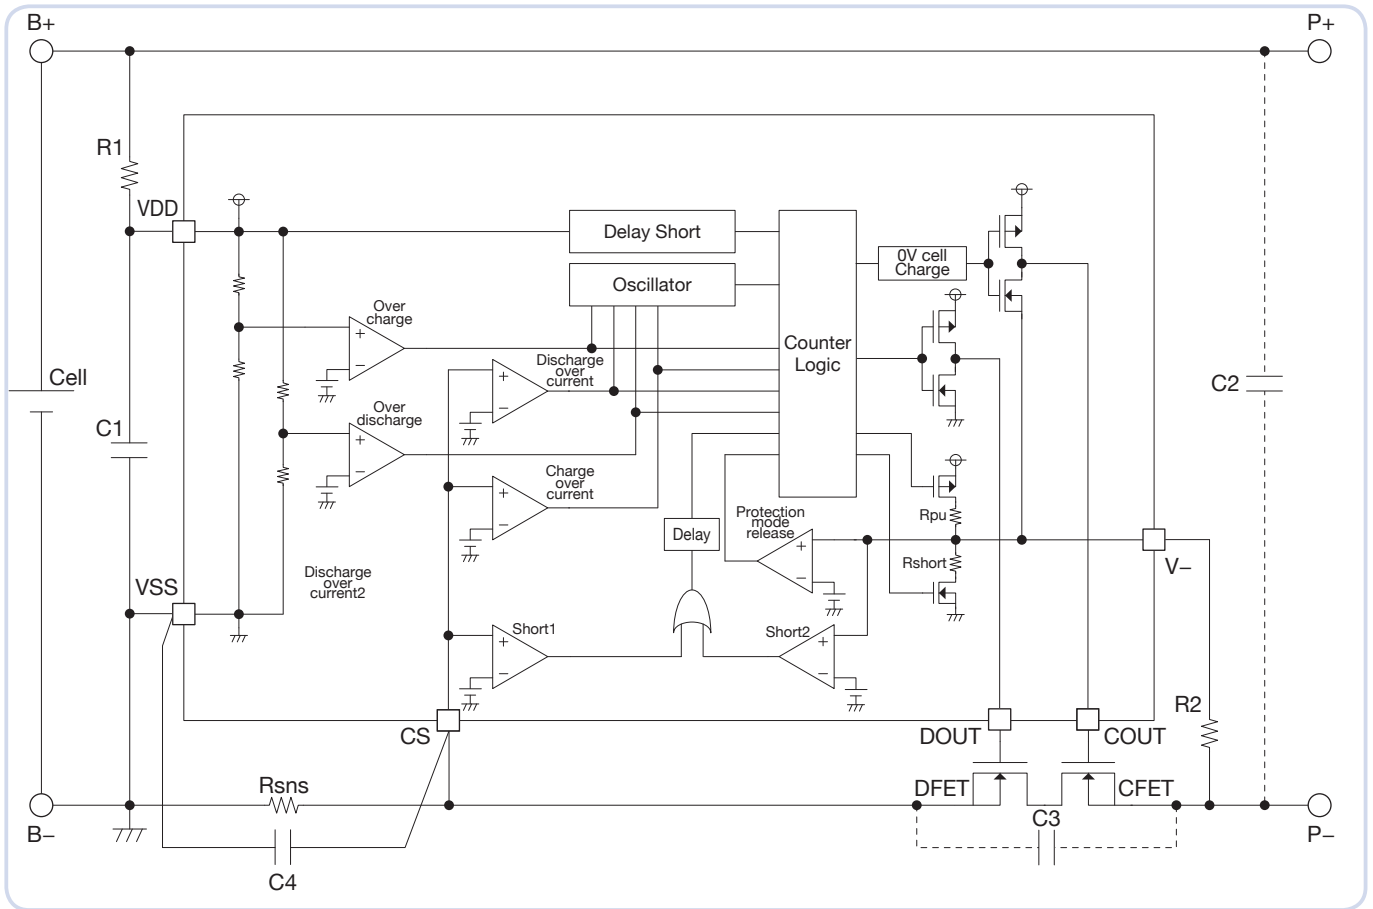 B+
P+
R1
VDD
Delay Short
0V cell
Charge
Oscillator
Over
charge
+
−
Counter
Logic
Discharge
over
current
+
−
Cell
C2
Over
discharge
+
−
C1
Charge
over
current
+
−
Rpu
Protection
mode
release
+
−
Delay
V−
Rshort
Discharge
over
current2
VSS
Short1
+
−
Short2
+
−
R2
CS
DOUT
COUT
Rsns
DFET
CFET
C3
B−
P−
C4